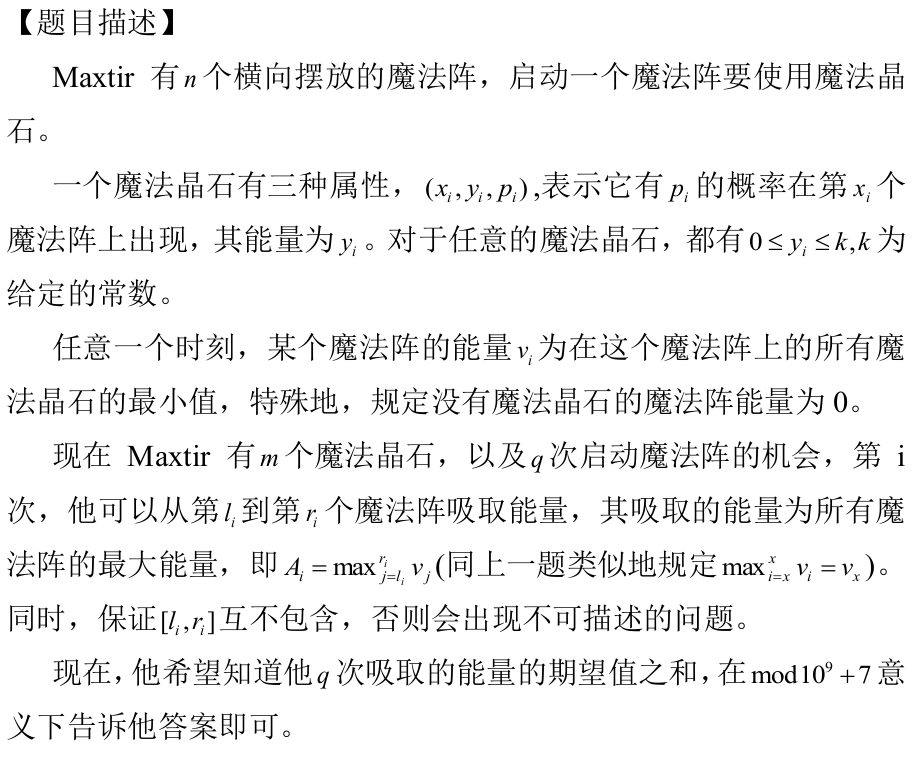 【题目描述】
Maxtir 有n个横向摆放的魔法阵，启动一个魔法阵要使用魔法晶
石。
一个魔法晶石有三种属性，(x_i, y_i, p_i),表示它有 p_i 的概率在第 x_i 个
魔法阵上出现，其能量为 y_i 。对于任意的魔法晶石，都有 0 ≤ y_i ≤ k,k 为
给定的常数。
任意一个时刻，某个魔法阵的能量 v_i 为在这个魔法阵上的所有魔
法晶石的最小值，特殊地，规定没有魔法晶石的魔法阵能量为 0。
现在 Maxtir 有m个魔法晶石，以及q次启动魔法阵的机会，第 i
次，他可以从第 l_i 到第 r_i 个魔法阵吸取能量，其吸取的能量为所有魔
法阵的最大能量，即 A_i = max_{j=l_i}^{r_i} v_j (同上一题类似地规定 max_{i=x}^{x} v_i = v_x)。
同时，保证[l_i, r_i]互不包含，否则会出现不可描述的问题。
现在，他希望知道他q次吸取的能量的期望值之和，在 mod10^9 + 7 意
义下告诉他答案即可。